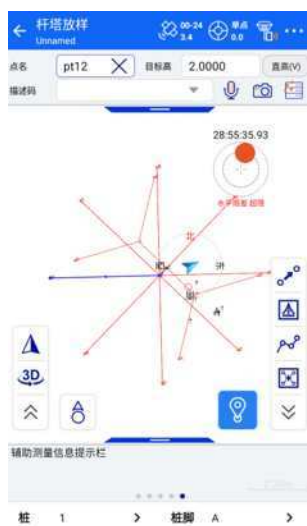 杆塔放样
Unnamed
00-24
3.4
单点
0.0
点名 pt12 目标高 2.0000 直高(V)
描述码
28:55:35.93
北
3D
辅助测量信息提示栏
桩 1 桩脚 A